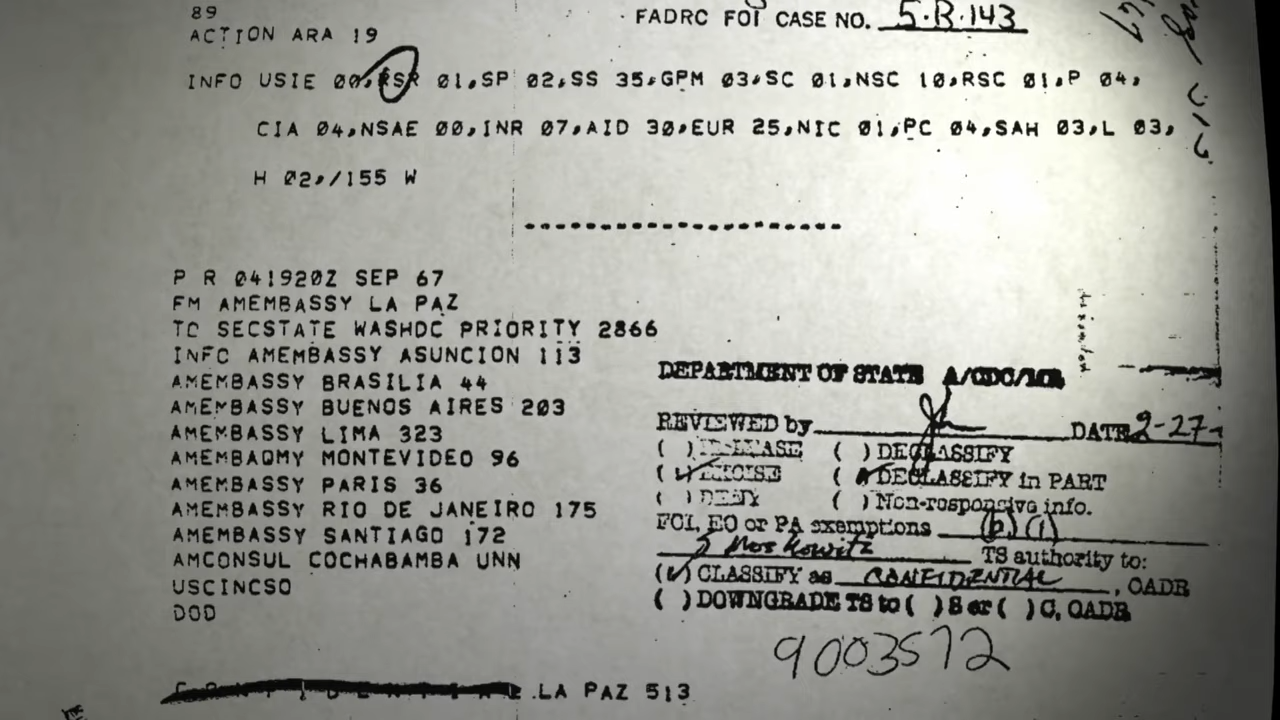 89
FADRC FOI CASE NO. 5.B.143
ACTION ARA 19
INFO USIE 00,RSR 01,SP 02,SS 35,GPM 03,SC 01,NSC 10,RSC 01,P 04,
CIA 04,NSAE 00,INR 07,AID 30,EUR 25,NIC 01,PC 04,SAH 03,L 03,
H 02,/155 W
P R 041920Z SEP 67
FM AMEMBASSY LA PAZ
TO SECSTATE WASHDC PRIORITY 2866
INFO AMEMBASSY ASUNCION 113
AMEMBASSY BRASILIA 44
AMEMBASSY BUENOS AIRES 203
AMEMBASSY LIMA 323
AMEMBAOMY MONTEVIDEO 96
AMEMBASSY PARIS 36
AMEMBASSY RIO DE JANEIRO 175
AMEMBASSY SANTIAGO 172
AMCONSUL COCHABAMBA UNN
USCINCSO
DOD
DEPARTMENT OF STATE A/CDC/MR
REVIEWED by DATE 2-27-
( ) RELEASE ( ) DECLASSIFY
(✓) EXCISE ( ) DECLASSIFY in PART
( ) DENY ( ) Non-responsive info.
FOI, EO or PA exemptions (b)(1)
J Moskowitz TS authority to:
(✓) CLASSIFY as CONFIDENTIAL, OADR
( ) DOWNGRADE TS to ( ) S or ( ) C, OADR
9003572
CONFIDENTIAL LA PAZ 513